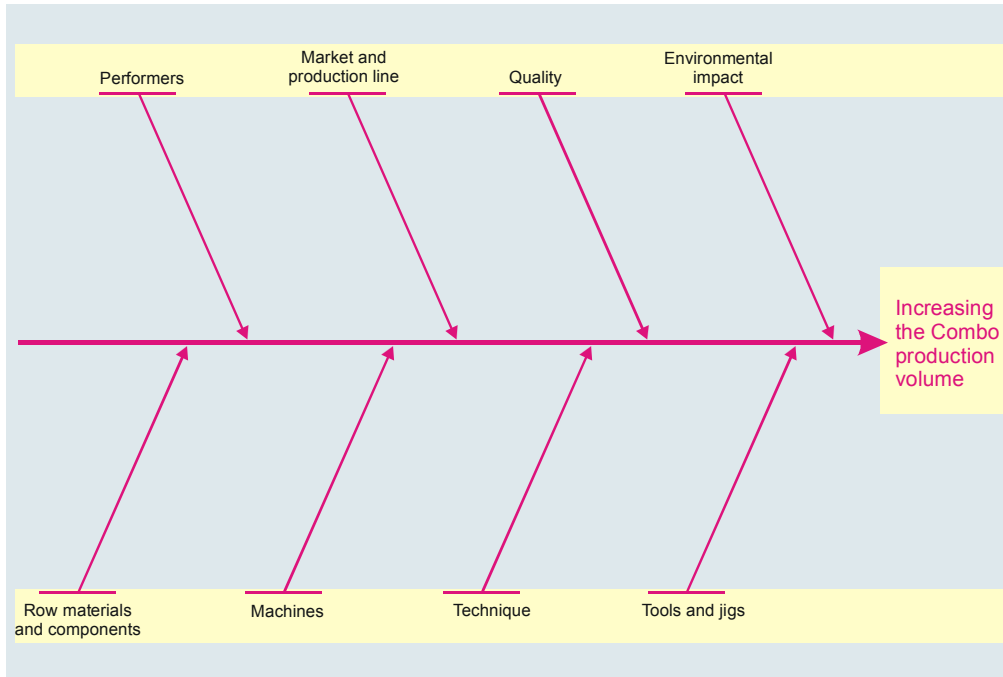 Performers
Market and
production line
Quality
Environmental
impact
Increasing
the Combo
production
volume
Row materials
and components
Machines
Technique
Tools and jigs